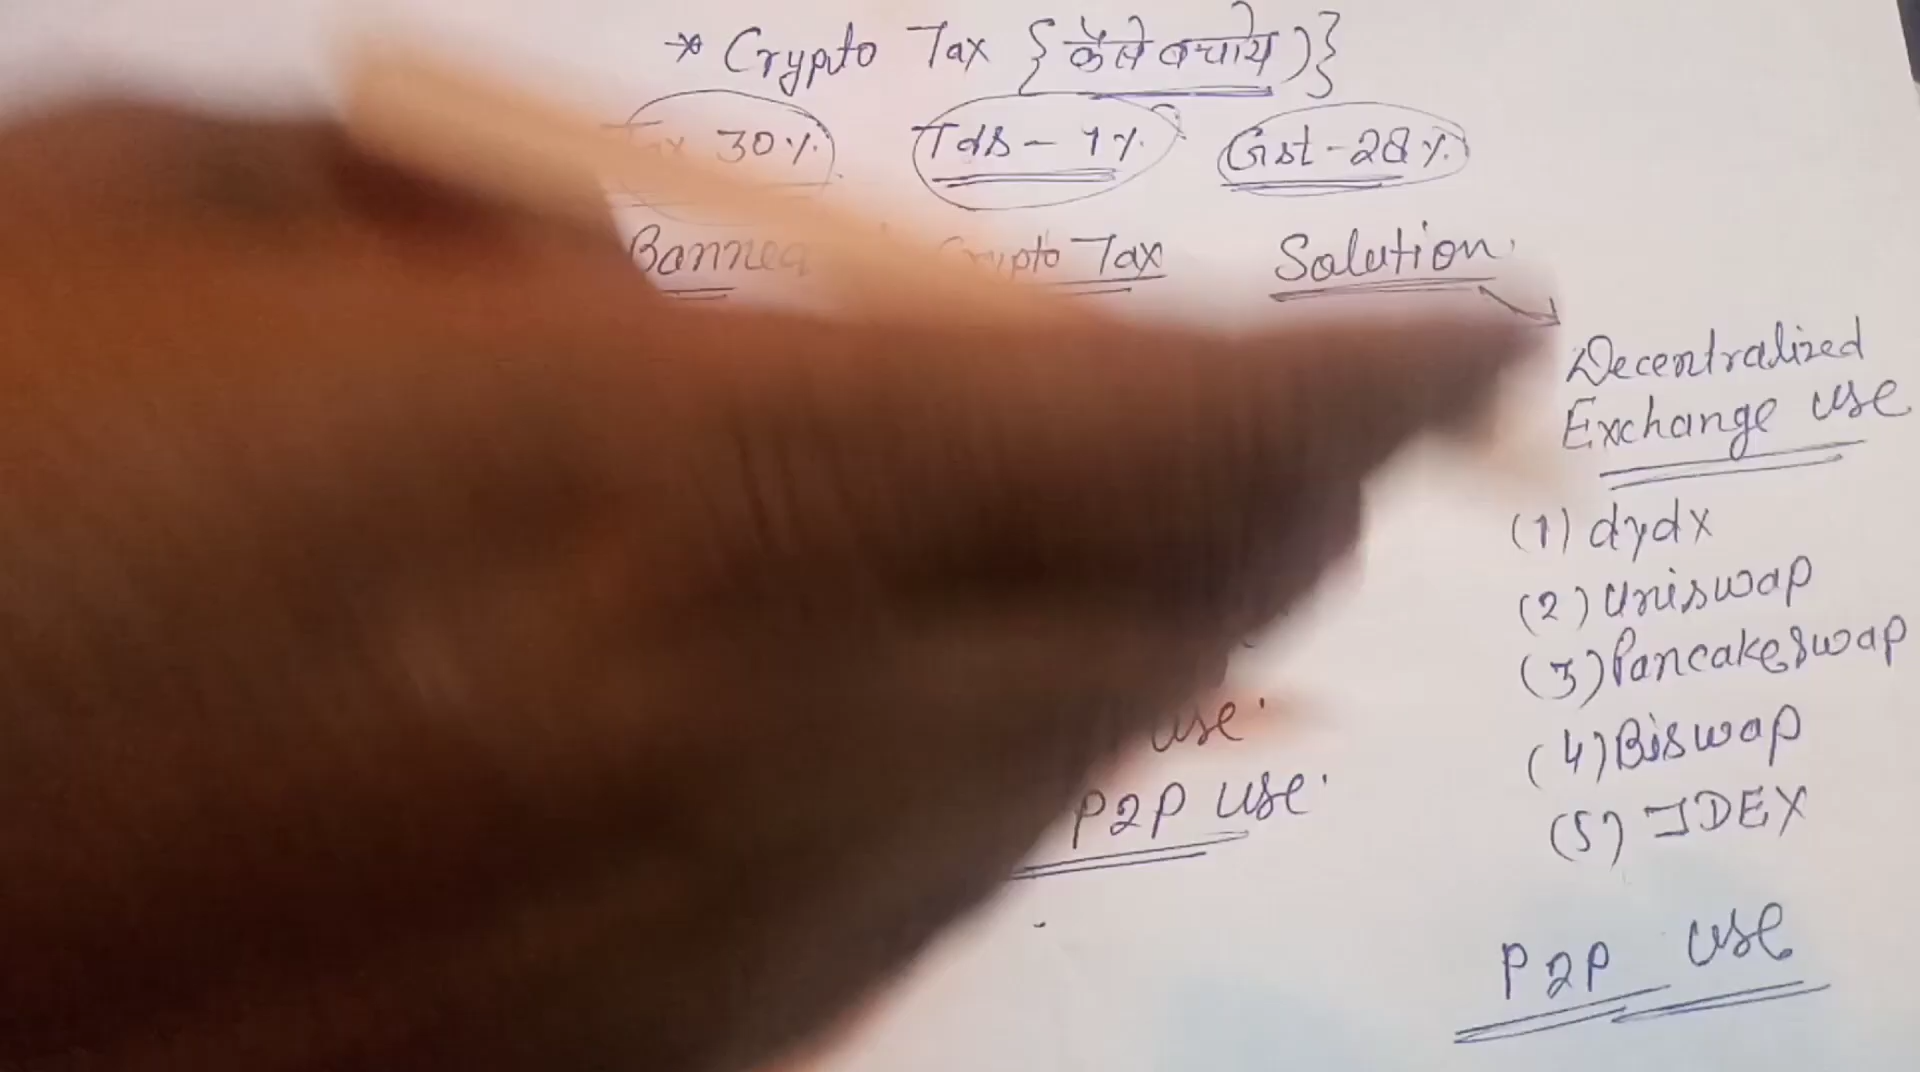 * Crypto Tax {कैसे बचाये)}
30%. Tds - 1%. Gst - 28%.
Banned Crypto Tax Solution.
Decentralized
Exchange use
(1) dydx
(2) Uniswap
(3) Pancakeswap
use.
(4) Biswap
P2P use.
(5) IDEX
P2P use